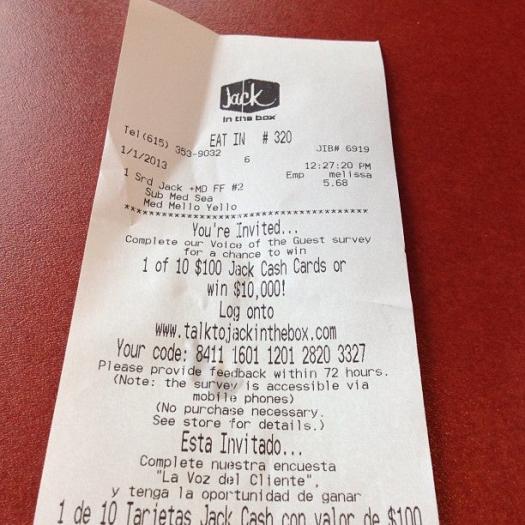 Jack
in the box
EAT IN # 320
Tel(615) 353-9032 JIB# 6919
1/1/2013 6 12:27:20 PM
Emp melissa
1 Srd Jack +MD FF #2 5.68
Sub Med Sea
Med Mello Yello
**********************************************
You're Invited...
Complete our Voice of the Guest survey
for a chance to win
1 of 10 $100 Jack Cash Cards or
win $10,000!
Log onto
www.talktojackinthebox.com
Your code: 8411 1601 1201 2820 3327
Please provide feedback within 72 hours.
(Note: the survey is accessible via
mobile phones)
(No purchase necessary.
See store for details.)
Esta Invitado...
Complete nuestra encuesta
"La Voz del Cliente",
y tenga la oportunidad de ganar
1 de 10 Tarjetas Jack Cash con valor de $100